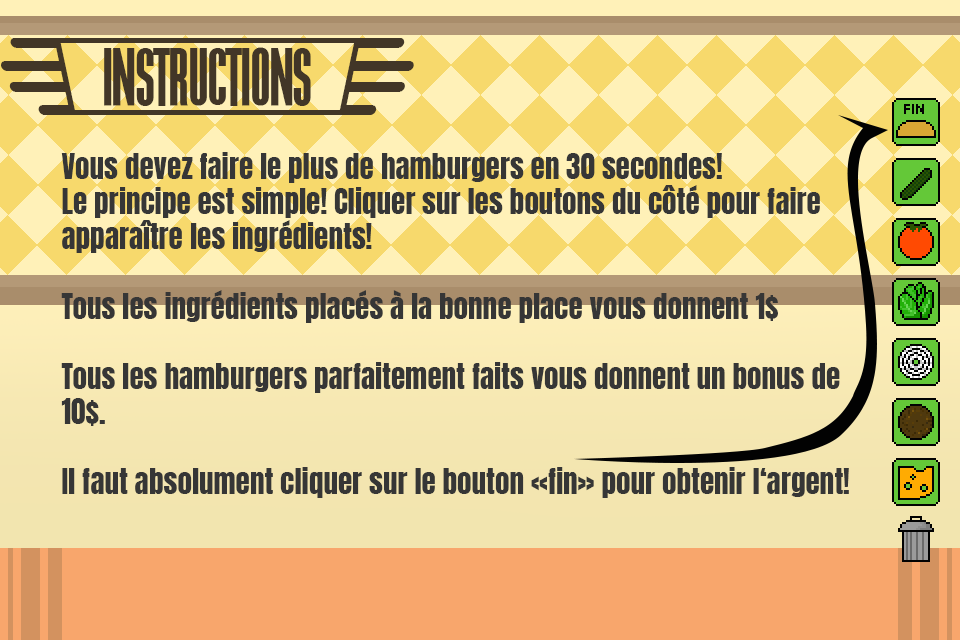 INSTRUCTIONS
FIN
Vous devez faire le plus de hamburgers en 30 secondes!
Le principe est simple! Cliquer sur les boutons du côté pour faire
apparaître les ingrédients!
Tous les ingrédients placés à la bonne place vous donnent 1$
Tous les hamburgers parfaitement faits vous donnent un bonus de
10$.
Il faut absolument cliquer sur le bouton «fin» pour obtenir l‘argent!